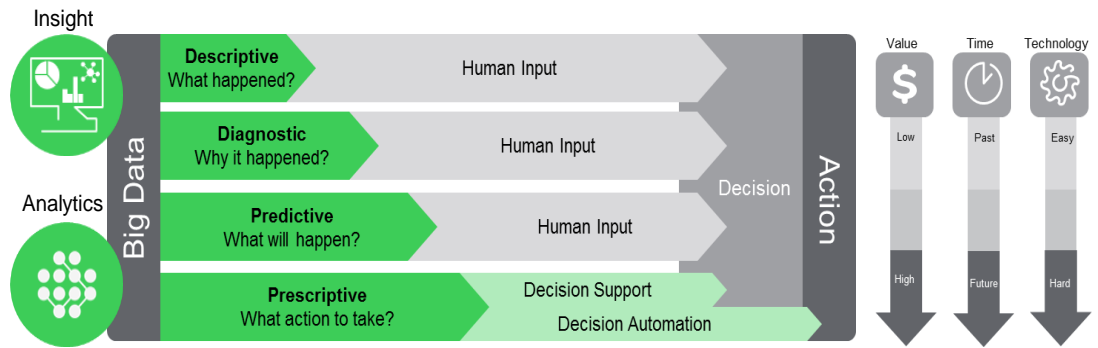 Insight
Analytics
Big Data
Descriptive
What happened?
Human Input
Diagnostic
Why it happened?
Human Input
Predictive
What will happen?
Human Input
Prescriptive
What action to take?
Decision Support
Decision Automation
Decision
Action
Value
Time
Technology
$
Low
Past
Easy
High
Future
Hard